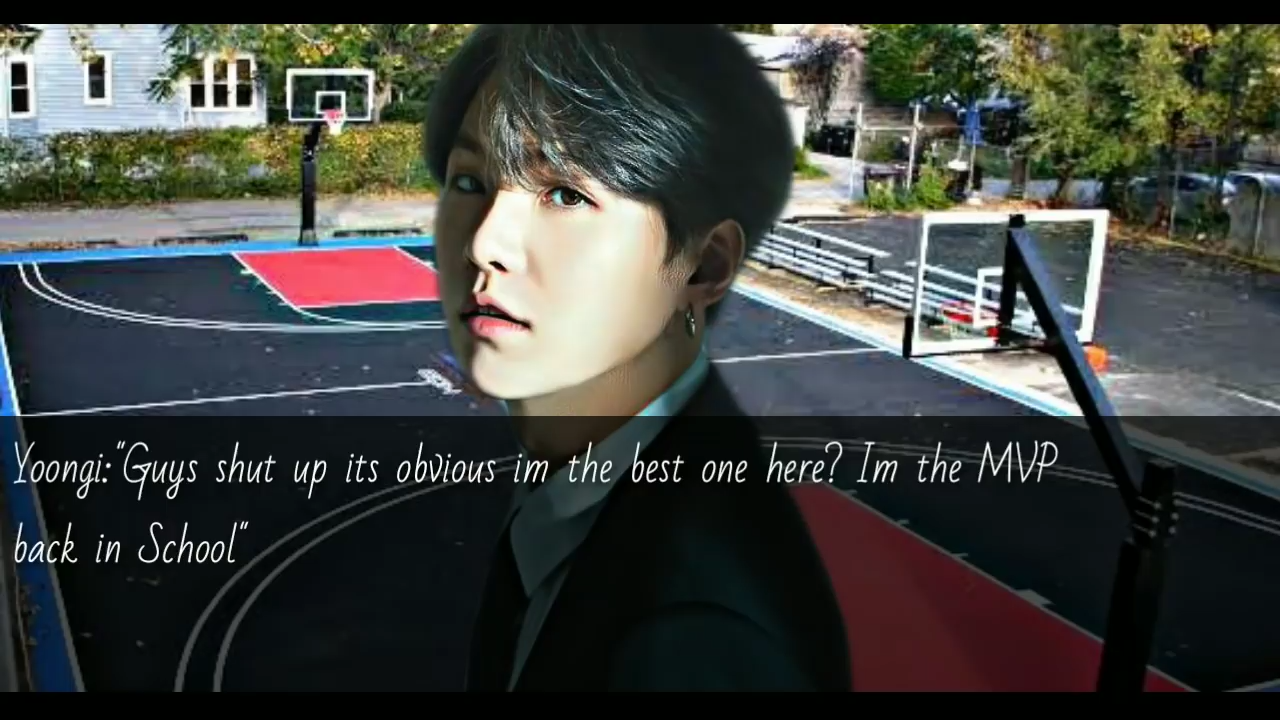 Yoongi:"Guys shut up its obvious im the best one here? Im the MVP
back in School"